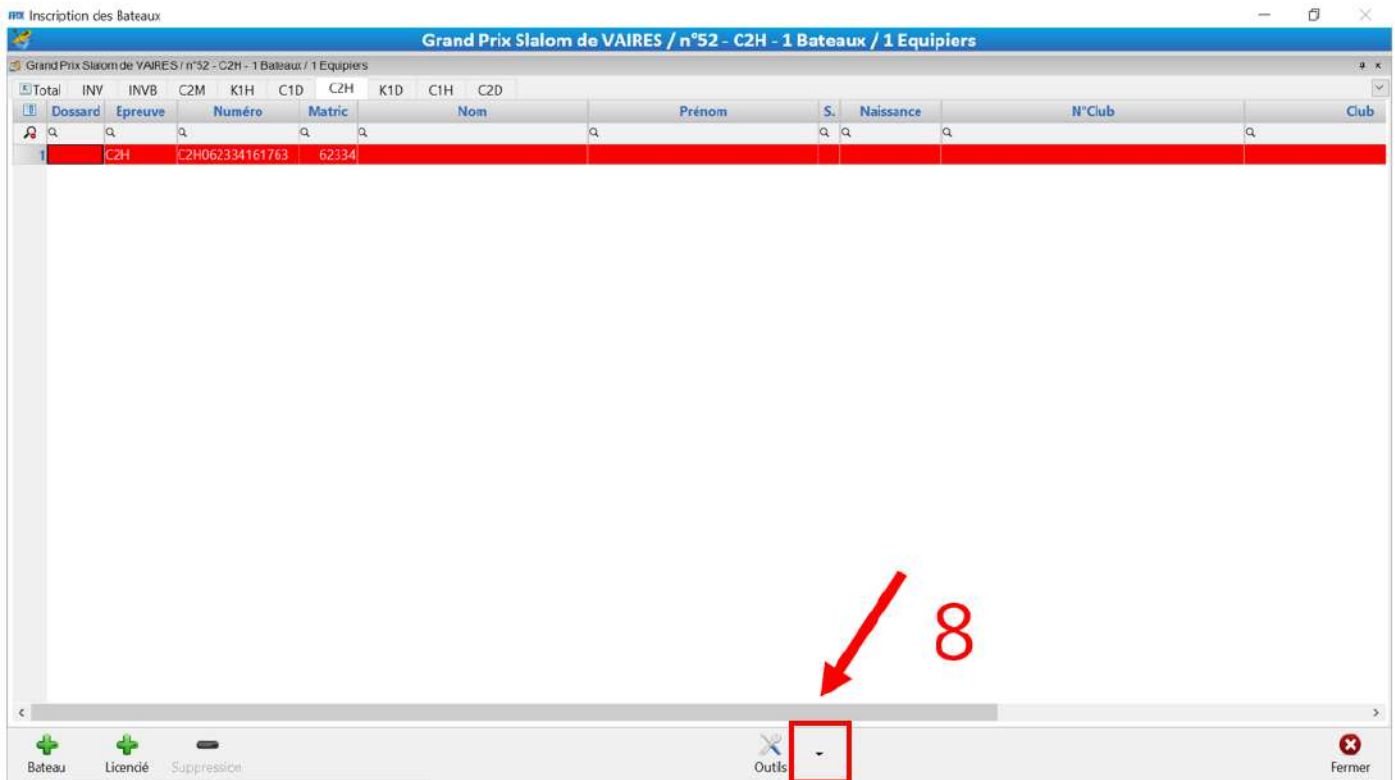 FFCK Inscription des Bateaux
Grand Prix Slalom de VAIRES / n°52 - C2H - 1 Bateaux / 1 Equipiers
Grand Prix Slalom de VAIRES / n°52 - C2H - 1 Bateaux / 1 Equipiers
Total INV INVB C2M K1H C1D C2H K1D C1H C2D
Dossard Epreuve Numéro Matric Nom Prénom S. Naissance N°Club Club
1 C2H C2H062334161763 62334
8
Bateau Licencié Suppression Outils Fermer